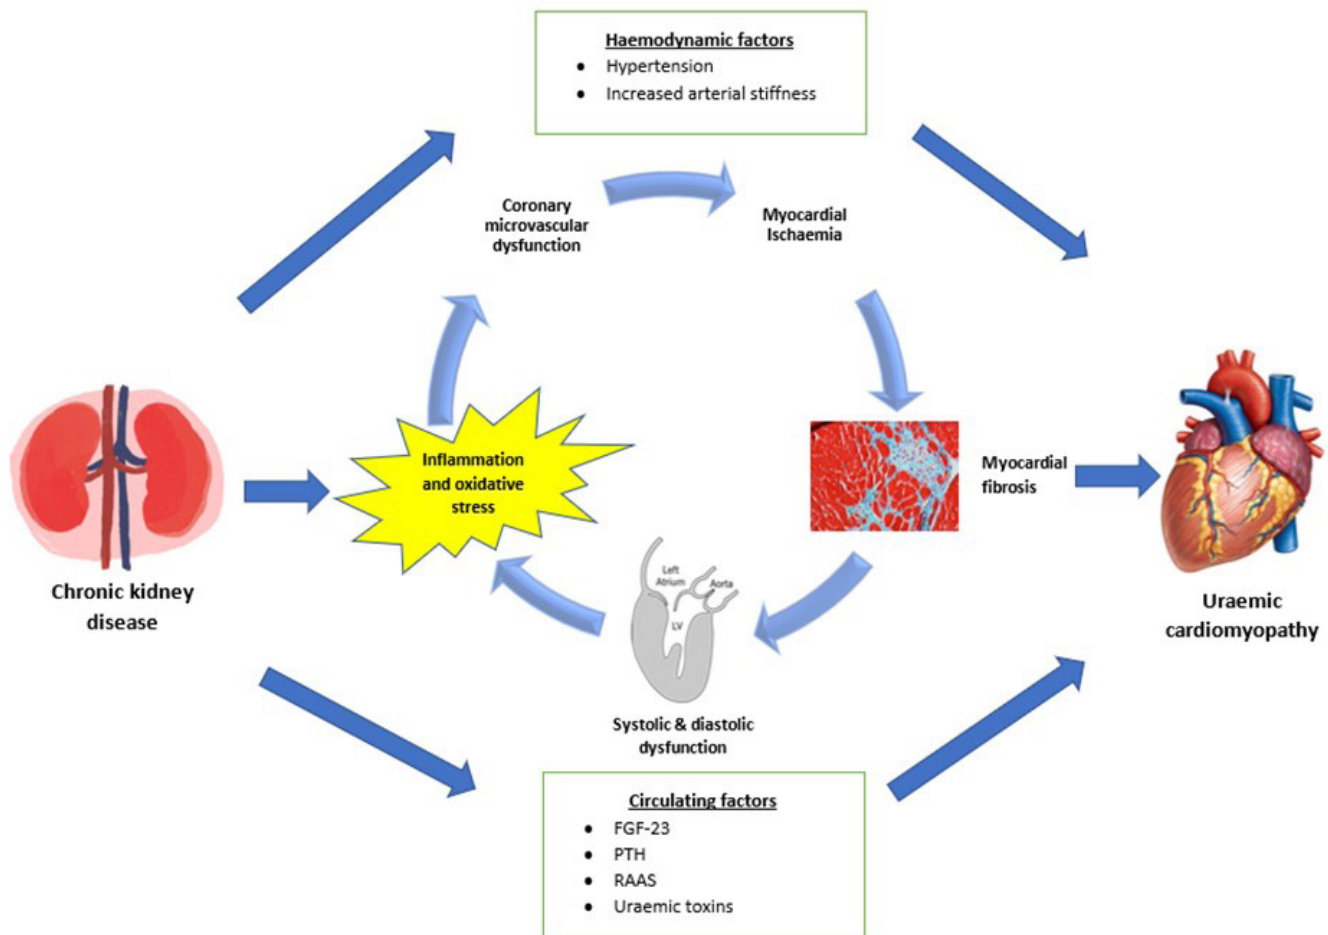 Haemodynamic factors
• Hypertension
• Increased arterial stiffness
Coronary
microvascular
dysfunction
Myocardial
Ischaemia
Inflammation
and oxidative
stress
Myocardial
fibrosis
Chronic kidney
disease
Uraemic
cardiomyopathy
Left
Atrium
Aorta
LV
Systolic & diastolic
dysfunction
Circulating factors
• FGF-23
• PTH
• RAAS
• Uraemic toxins